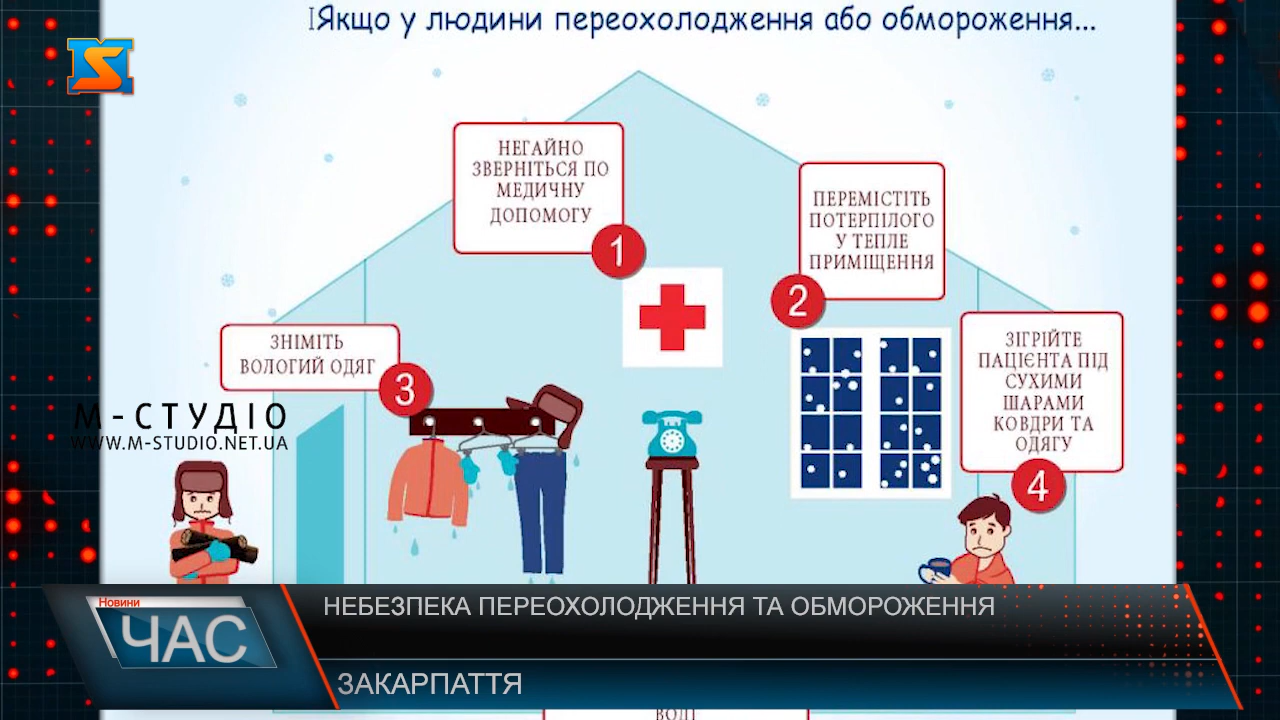 Якщо у людини переохолодження або обмороження...
НЕГАЙНО
ЗВЕРНІТЬСЯ ПО
МЕДИЧНУ
ДОПОМОГУ
1
ПЕРЕМІСТІТЬ
ПОТЕРПІЛОГО
У ТЕПЛЕ
ПРИМІЩЕННЯ
2
ЗНІМІТЬ
ВОЛОГИЙ ОДЯГ
3
ЗІГРІЙТЕ
ПАЦІЄНТА ПІД
СУХИМИ
ШАРАМИ
КОВДРИ ТА
ОДЯГУ
4
М-СТУДІО
WWW.M-STUDIO.NET.UA
Новини
ЧАС
НЕБЕЗПЕКА ПЕРЕОХОЛОДЖЕННЯ ТА ОБМОРОЖЕННЯ
ЗАКАРПАТТЯ
ВОДІ